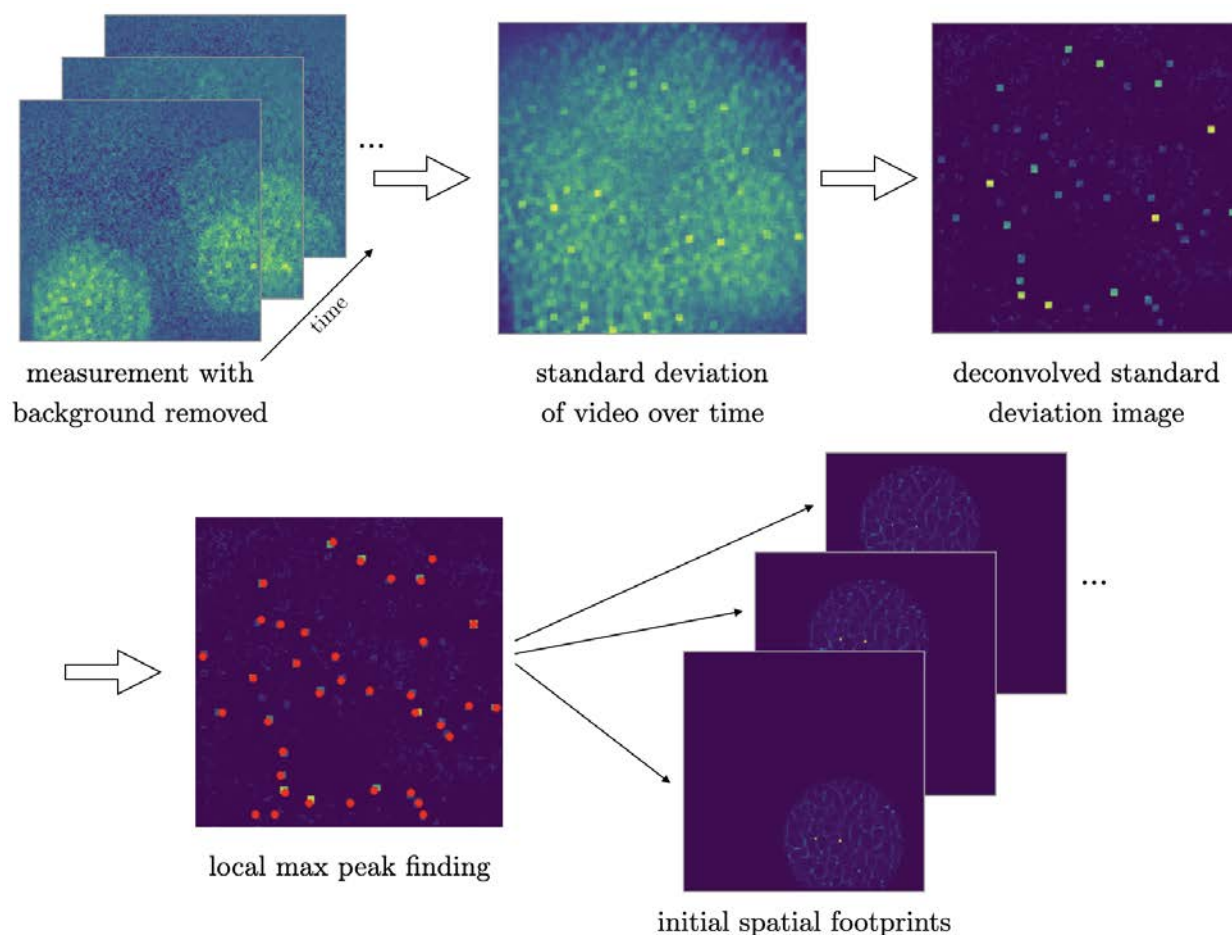 ...
time
measurement with
background removed
standard deviation
of video over time
deconvolved standard
deviation image
...
local max peak finding
initial spatial footprints